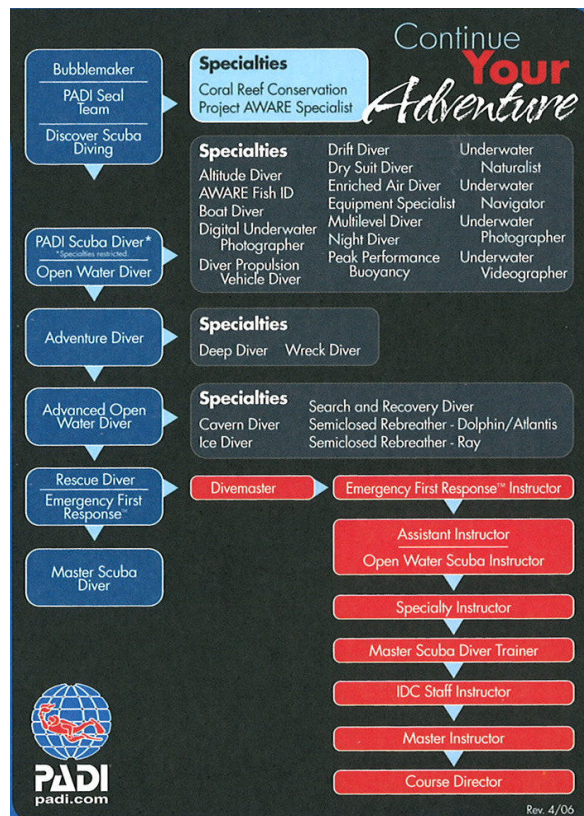 Continue
Your
Adventure
Bubblemaker
PADI Seal
Team
Discover Scuba
Diving
Specialties
Coral Reef Conservation
Project AWARE Specialist
PADI Scuba Diver*
*Specialties restricted.
Open Water Diver
Specialties
Altitude Diver
AWARE Fish ID
Boat Diver
Digital Underwater
Photographer
Diver Propulsion
Vehicle Diver
Drift Diver
Dry Suit Diver
Enriched Air Diver
Equipment Specialist
Multilevel Diver
Night Diver
Peak Performance
Buoyancy
Underwater
Naturalist
Underwater
Navigator
Underwater
Photographer
Underwater
Videographer
Adventure Diver
Specialties
Deep Diver Wreck Diver
Advanced Open
Water Diver
Specialties
Cavern Diver
Ice Diver
Search and Recovery Diver
Semiclosed Rebreather - Dolphin/Atlantis
Semiclosed Rebreather - Ray
Rescue Diver
Emergency First
Response™
Divemaster
Emergency First Response™ Instructor
Master Scuba
Diver
Assistant Instructor
Open Water Scuba Instructor
Specialty Instructor
Master Scuba Diver Trainer
IDC Staff Instructor
Master Instructor
Course Director
PADI
padi.com
Rev. 4/06